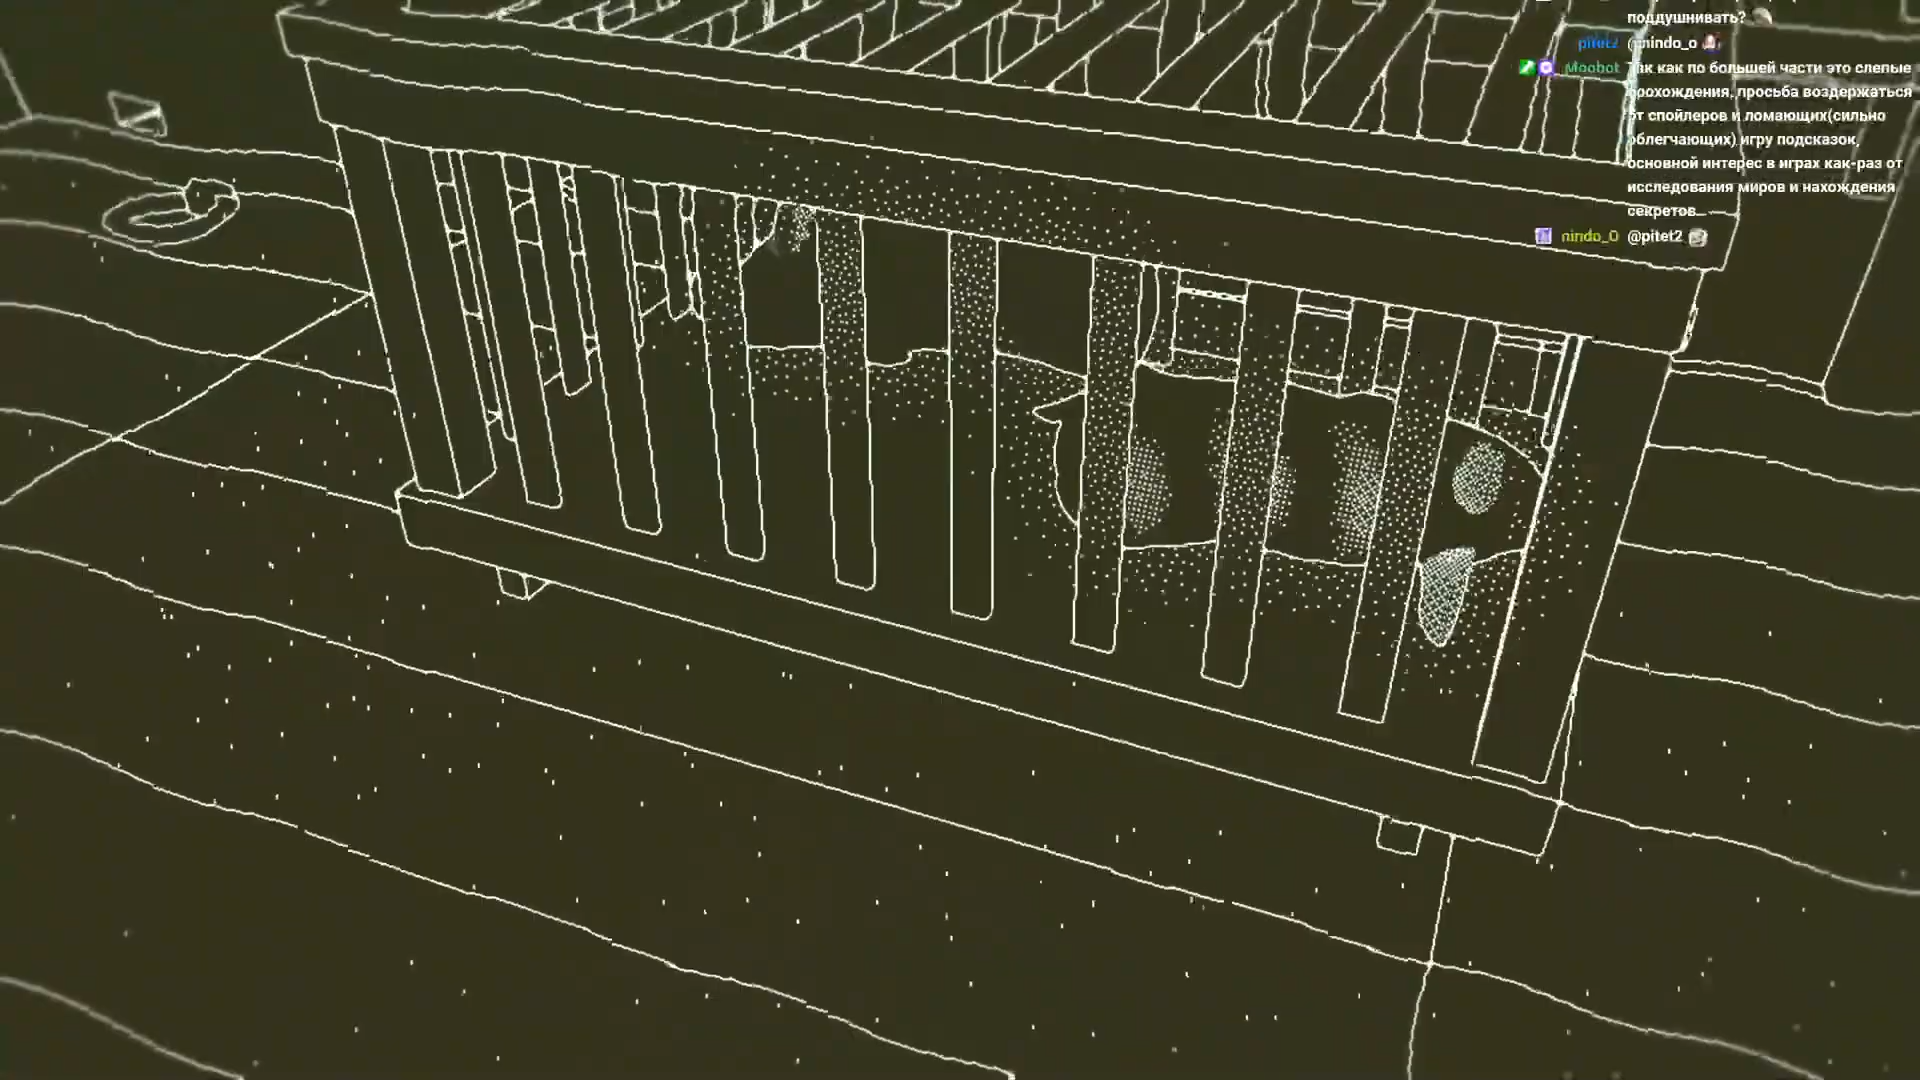 поддушнивать?
pitet2 @nindo_o
Moobot Так как по большей части это слепые
прохождения, просьба воздержаться
от спойлеров и ломающих(сильно
облегчающих) игру подсказок,
основной интерес в играх как-раз от
исследования миров и нахождения
секретов...
nindo_O @pitet2